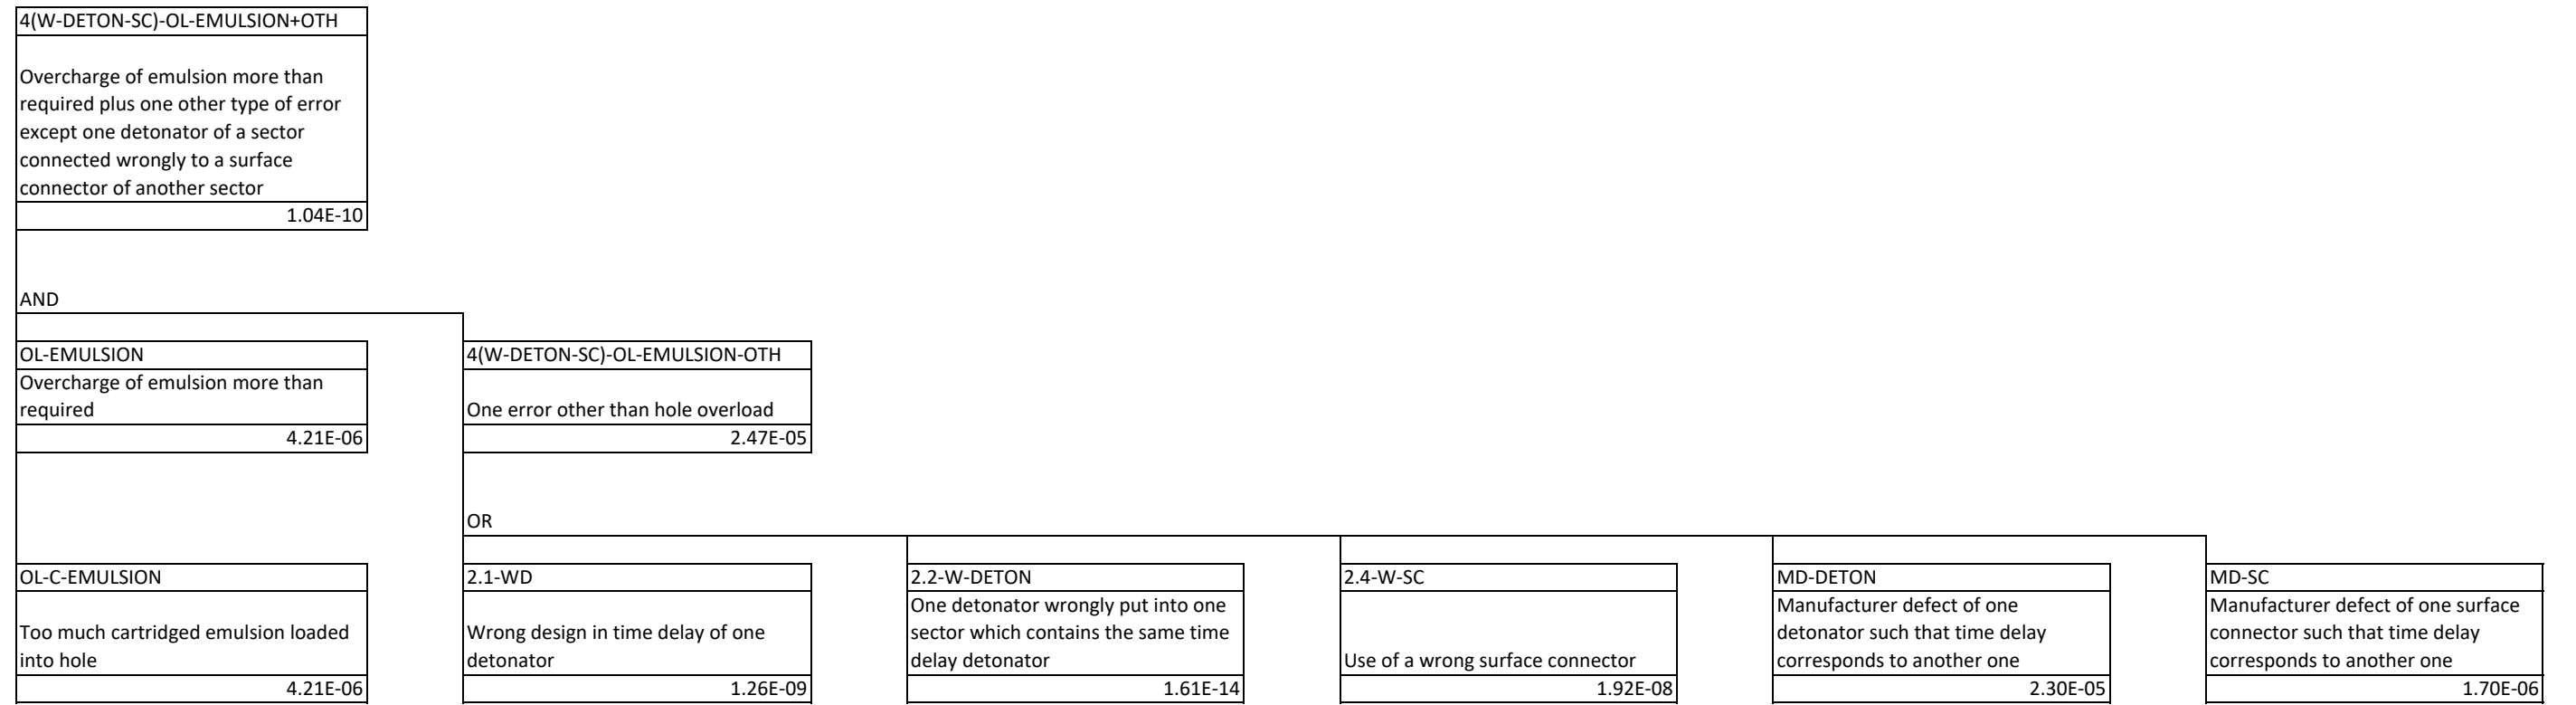 4(W-DETON-SC)-OL-EMULSION+OTH
Overcharge of emulsion more than
required plus one other type of error
except one detonator of a sector
connected wrongly to a surface
connector of another sector
1.04E-10
AND
OL-EMULSION
Overcharge of emulsion more than
required
4.21E-06
4(W-DETON-SC)-OL-EMULSION-OTH
One error other than hole overload
2.47E-05
OR
OL-C-EMULSION
Too much cartridged emulsion loaded
into hole
4.21E-06
2.1-WD
Wrong design in time delay of one
detonator
1.26E-09
2.2-W-DETON
One detonator wrongly put into one
sector which contains the same time
delay detonator
1.61E-14
2.4-W-SC
Use of a wrong surface connector
1.92E-08
MD-DETON
Manufacturer defect of one
detonator such that time delay
corresponds to another one
2.30E-05
MD-SC
Manufacturer defect of one surface
connector such that time delay
corresponds to another one
1.70E-06